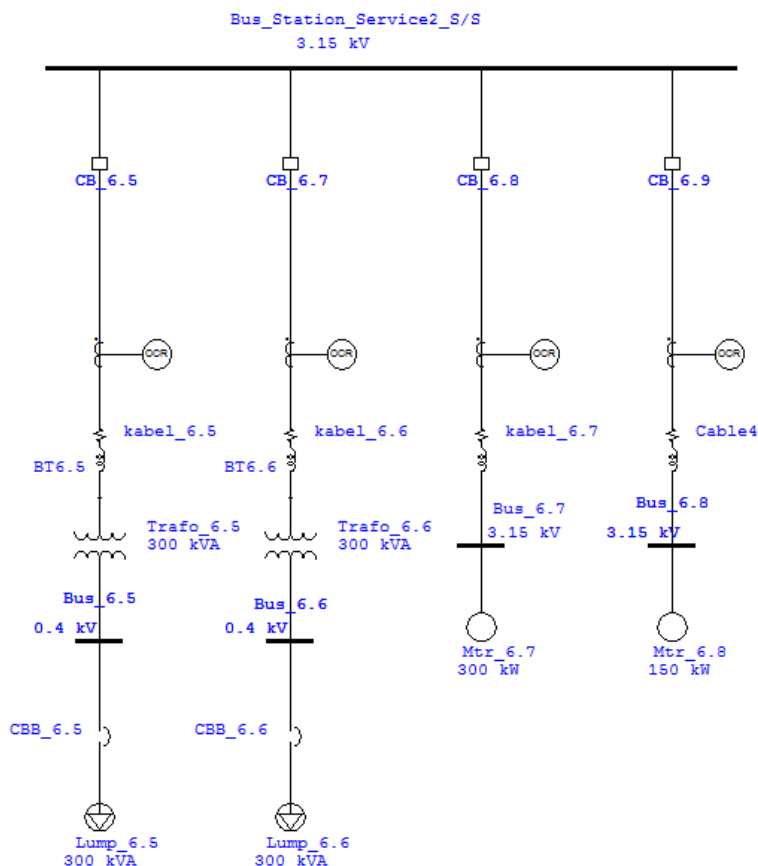 Bus_Station_Service2_S/S
3.15 kV
CB_6.5
CB_6.7
CB_6.8
CB_6.9
OCR
OCR
OCR
OCR
kabel_6.5
kabel_6.6
kabel_6.7
Cable4
BT6.5
BT6.6
Bus_6.7
3.15 kV
Bus_6.8
3.15 kV
Trafo_6.5
300 kVA
Trafo_6.6
300 kVA
Bus_6.5
0.4 kV
Bus_6.6
0.4 kV
Mtr_6.7
300 kW
Mtr_6.8
150 kW
CBB_6.5
CBB_6.6
Lump_6.5
300 kVA
Lump_6.6
300 kVA